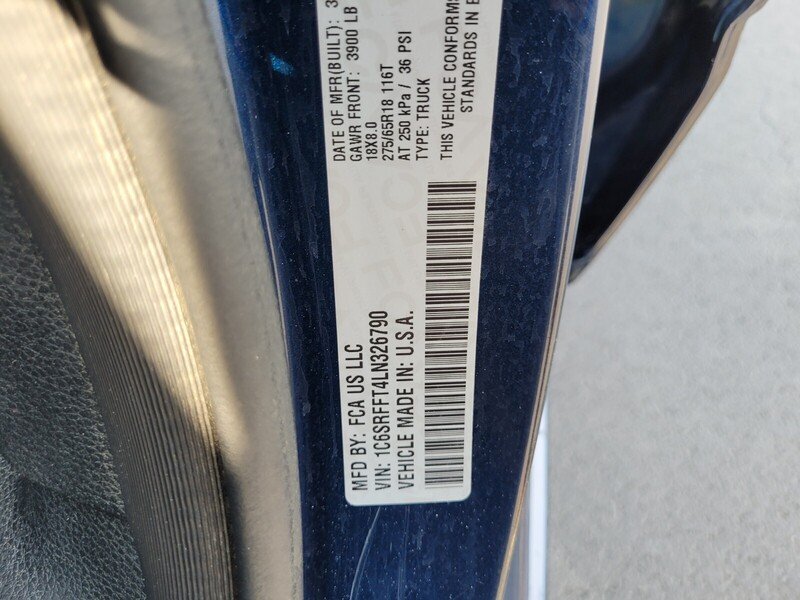 MFD BY: FCA US LLC
VIN: 1C6SRFFT4LN326790
VEHICLE MADE IN: U.S.A.
DATE OF MFR(BUILT): 3
GAWR FRONT: 3900 LB
18X8.0
275/65R18 116T
AT 250 kPa / 36 PSI
TYPE: TRUCK
THIS VEHICLE CONFORMS
STANDARDS IN E